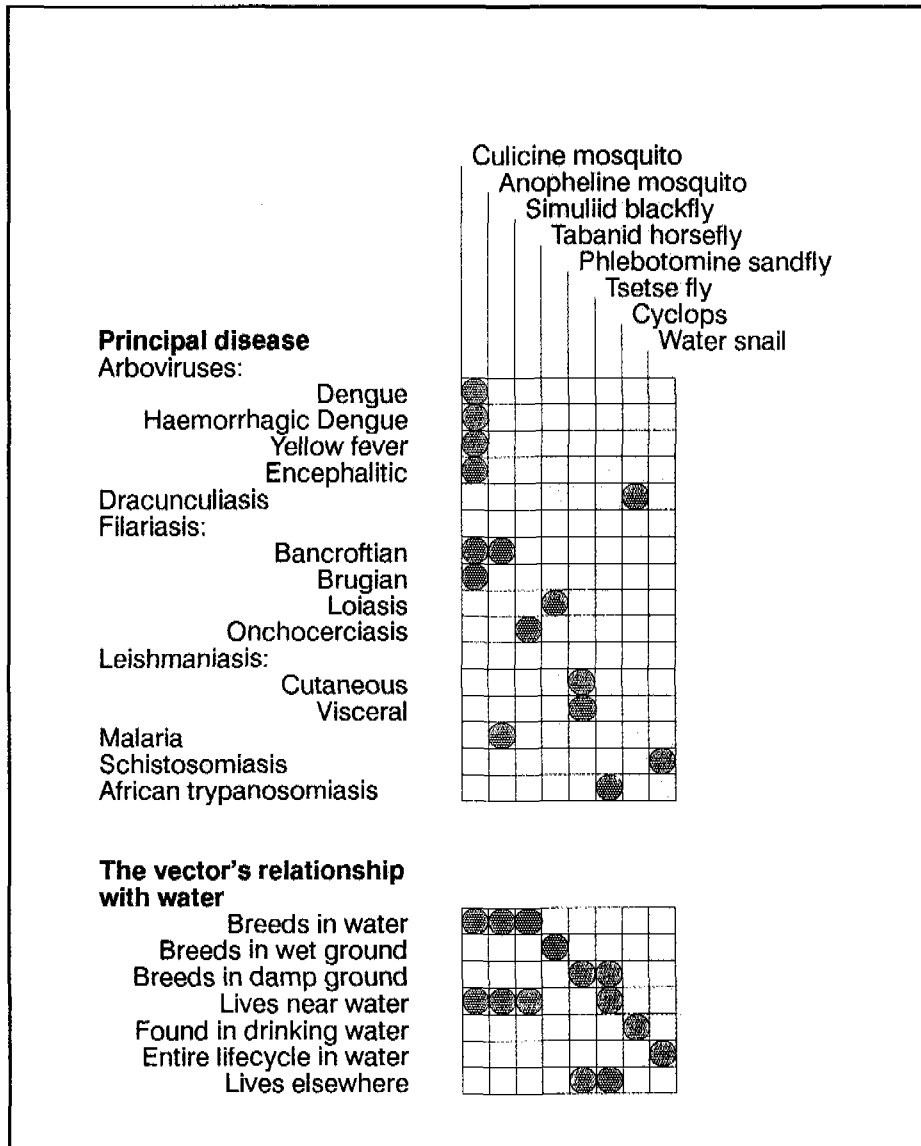 Culicine mosquito
Anopheline mosquito
Simuliid blackfly
Tabanid horsefly
Phlebotomine sandfly
Tsetse fly
Cyclops
Water snail
Principal disease
Arboviruses:
Dengue
Haemorrhagic Dengue
Yellow fever
Encephalitic
Dracunculiasis
Filariasis:
Bancroftian
Brugian
Loiasis
Onchocerciasis
Leishmaniasis:
Cutaneous
Visceral
Malaria
Schistosomiasis
African trypanosomiasis
The vector's relationship
with water
Breeds in water
Breeds in wet ground
Breeds in damp ground
Lives near water
Found in drinking water
Entire lifecycle in water
Lives elsewhere